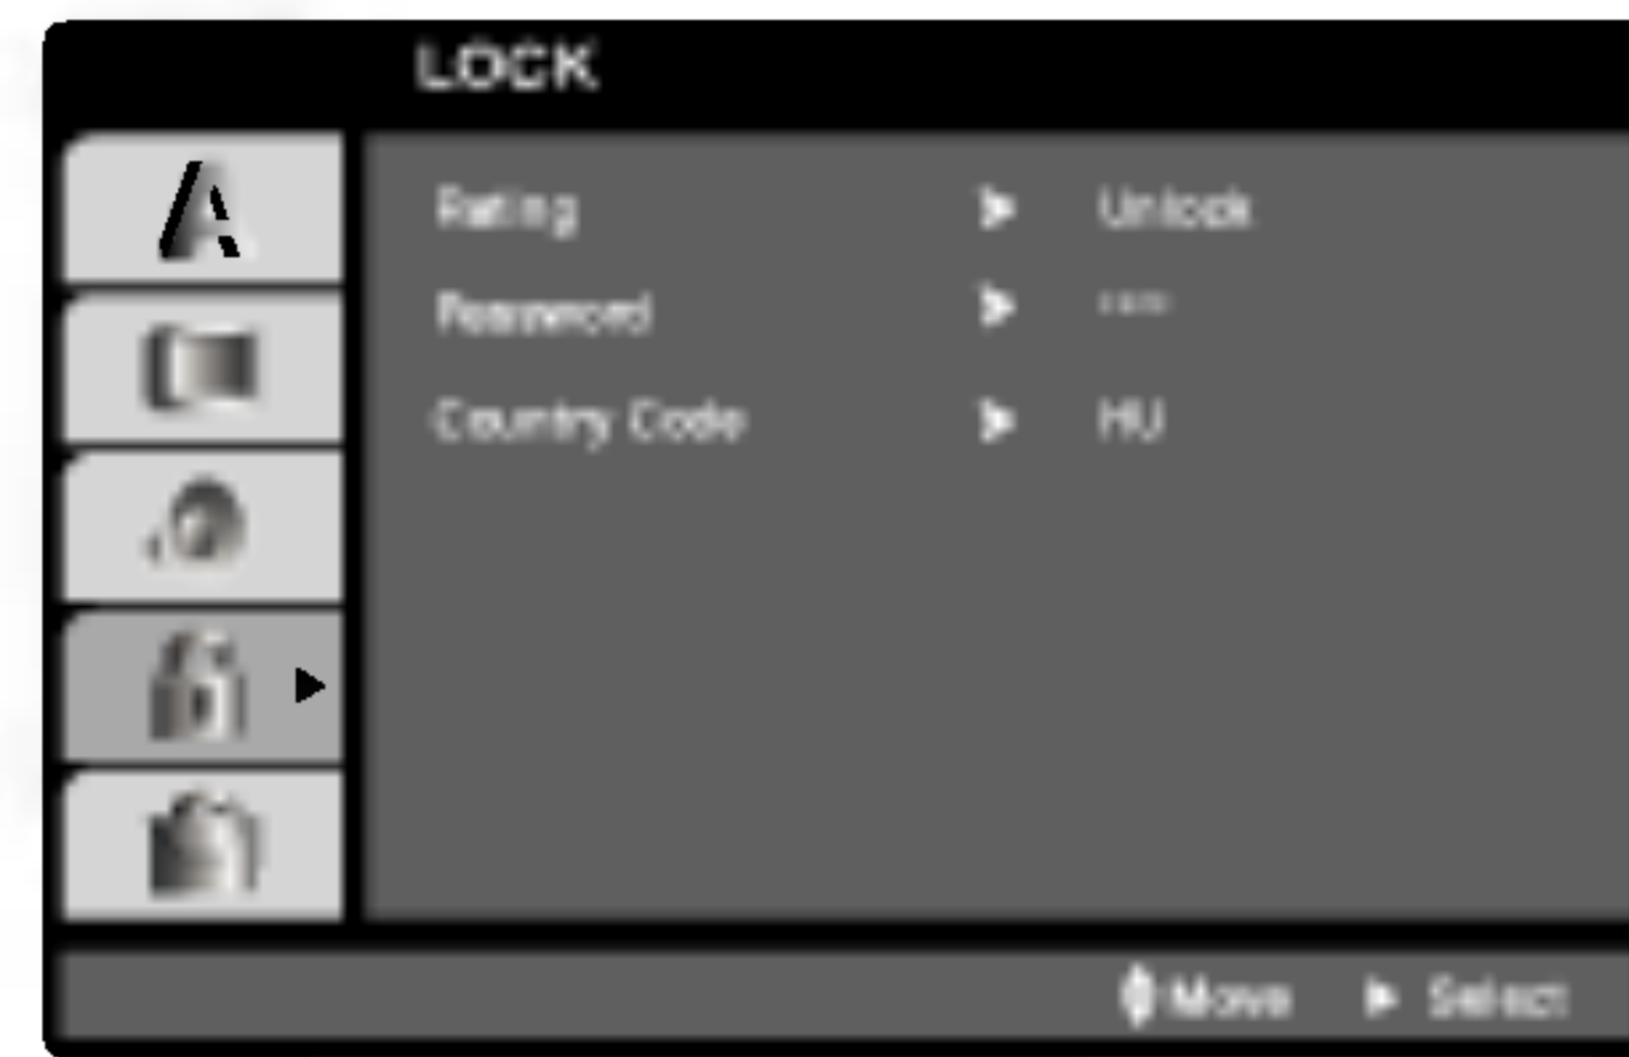 LOCK
A
Rating Unlock
Password ****
Country Code HU
Move Select